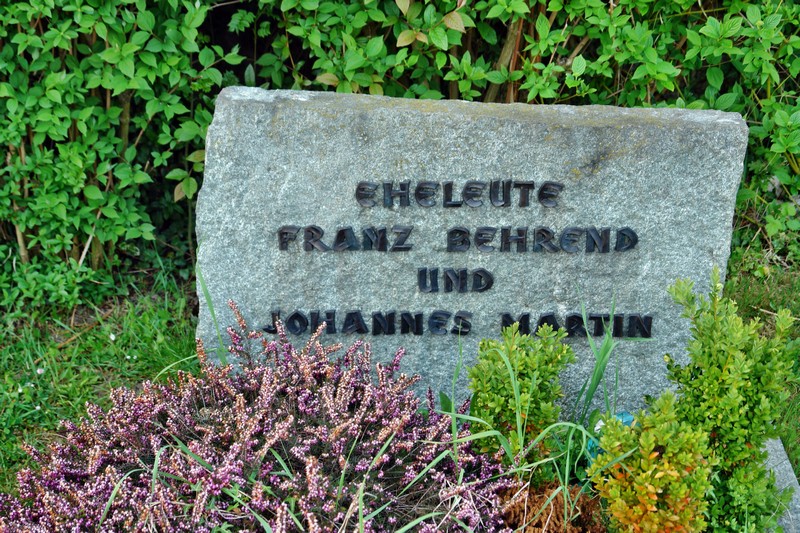 EHELEUTE
FRANZ BEHREND
UND
JOHANNES MARTIN